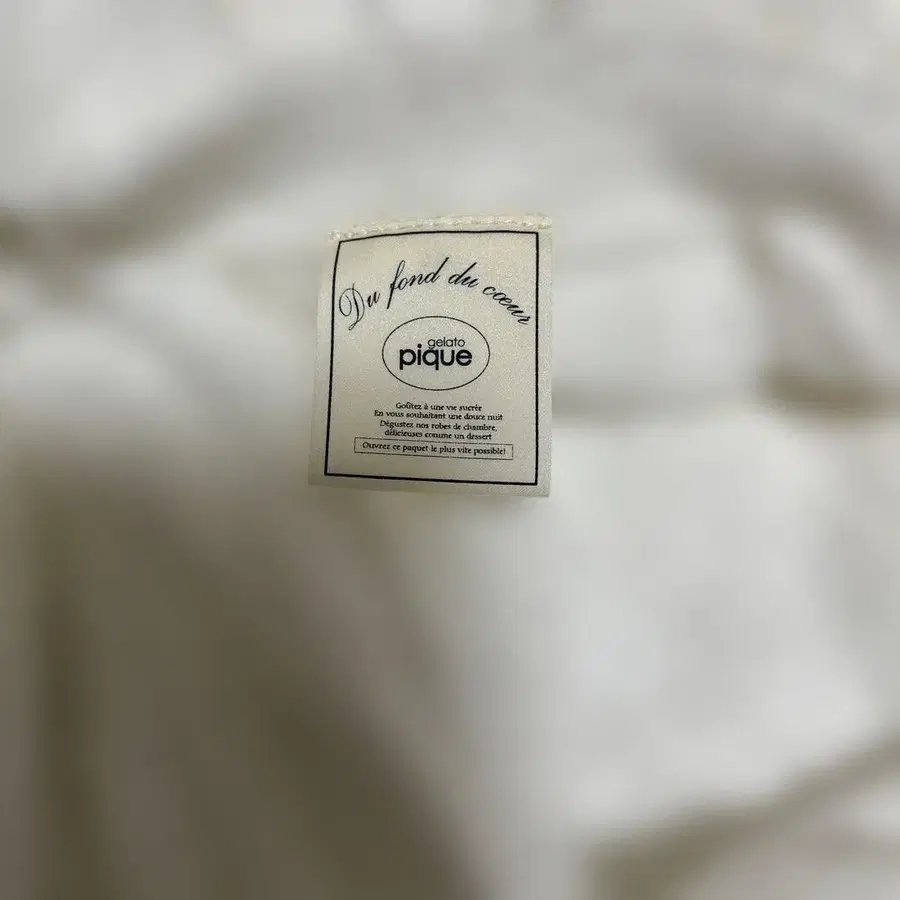 Du fond du cœur
gelato
pique
Goûtez à une vie sucrée
En vous souhaitant une douce nuit
Dégustez nos robes de chambre,
délicieuses comme un dessert
Ouvrez ce paquet le plus vite possible!